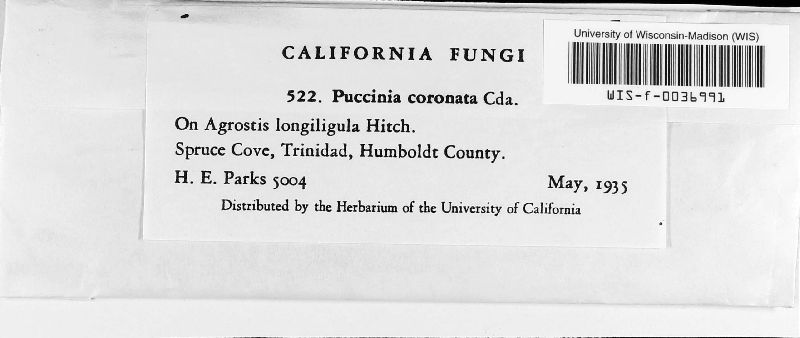 CALIFORNIA FUNGI
University of Wisconsin-Madison (WIS)
WIS-f-0036991
522. Puccinia coronata Cda.
On Agrostis longiligula Hitch.
Spruce Cove, Trinidad, Humboldt County.
H. E. Parks 5004 May, 1935
Distributed by the Herbarium of the University of California